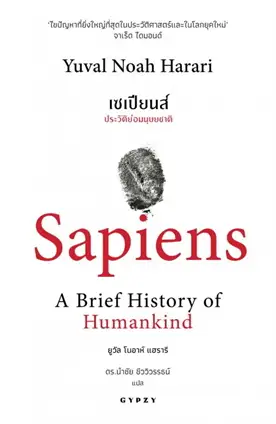 'ไขปัญหาที่ยิ่งใหญ่ที่สุดในประวัติศาสตร์และในโลกยุคใหม่'
จาเร็ด ไดมอนด์
Yuval Noah Harari
เซเปียนส์
ประวัติย่อมนุษยชาติ
Sapiens
A Brief History of
Humankind
ยูวัล โนอาห์ แฮรารี
ดร.นำชัย ชีววิวรรธน์
แปล
GYPZY